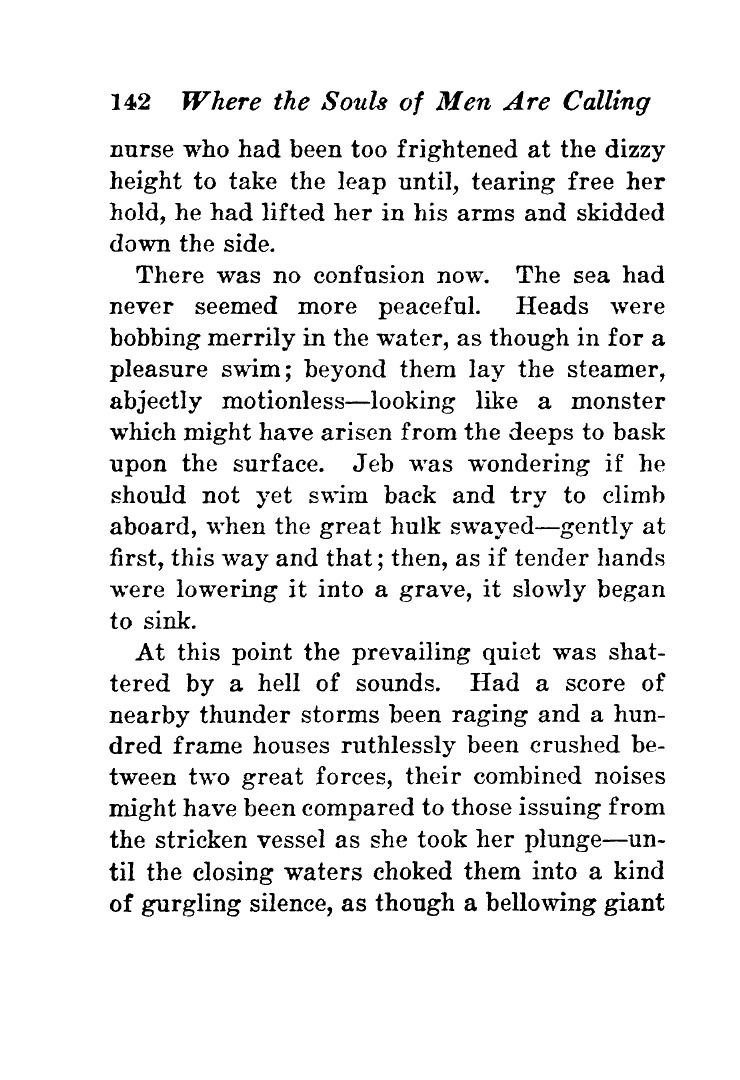 142 Where the Souls of Men Are Calling
nurse who had been too frightened at the dizzy
height to take the leap until, tearing free her
hold, he had lifted her in his arms and skidded
down the side.
There was no confusion now. The sea had
never seemed more peaceful. Heads were
bobbing merrily in the water, as though in for a
pleasure swim; beyond them lay the steamer,
abjectly motionless—looking like a monster
which might have arisen from the deeps to bask
upon the surface. Jeb was wondering if he
should not yet swim back and try to climb
aboard, when the great hulk swayed—gently at
first, this way and that; then, as if tender hands
were lowering it into a grave, it slowly began
to sink.
At this point the prevailing quiet was shat-
tered by a hell of sounds. Had a score of
nearby thunder storms been raging and a hun-
dred frame houses ruthlessly been crushed be-
tween two great forces, their combined noises
might have been compared to those issuing from
the stricken vessel as she took her plunge—un-
til the closing waters choked them into a kind
of gurgling silence, as though a bellowing giant